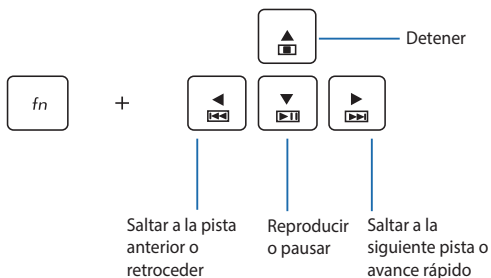 Detener
fn +
Saltar a la pista
anterior o
retroceder
Reproducir
o pausar
Saltar a la
siguiente pista o
avance rápido